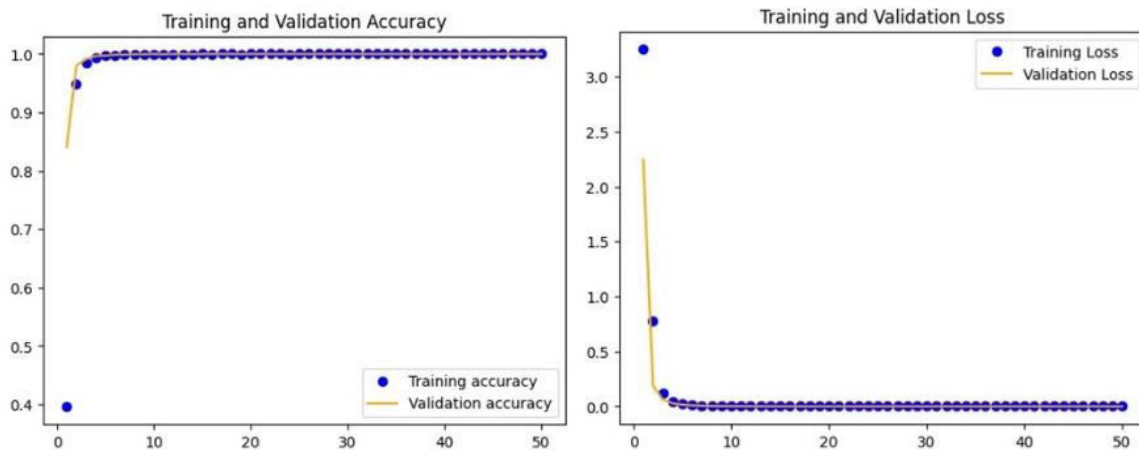 Training and Validation Accuracy
1.0
0.9
0.8
0.7
0.6
0.5
0.4
Training accuracy
Validation accuracy
0 10 20 30 40 50
Training and Validation Loss
Training Loss
Validation Loss
3.0
2.5
2.0
1.5
1.0
0.5
0.0
0 10 20 30 40 50